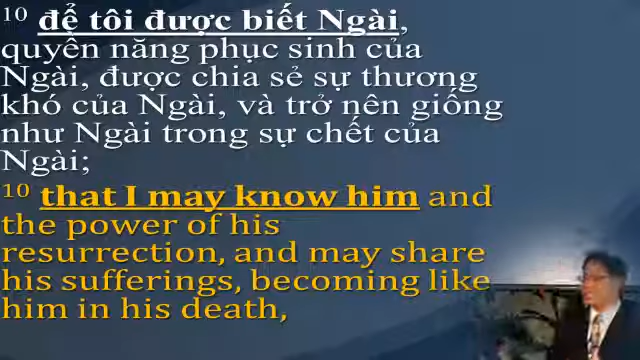 10 để tôi được biết Ngài,
quyền năng phục sinh của
Ngài, được chia sẻ sự thương
khó của Ngài, và trở nên giống
như Ngài trong sự chết của
Ngài;
10 that I may know him and
the power of his
resurrection, and may share
his sufferings, becoming like
him in his death,